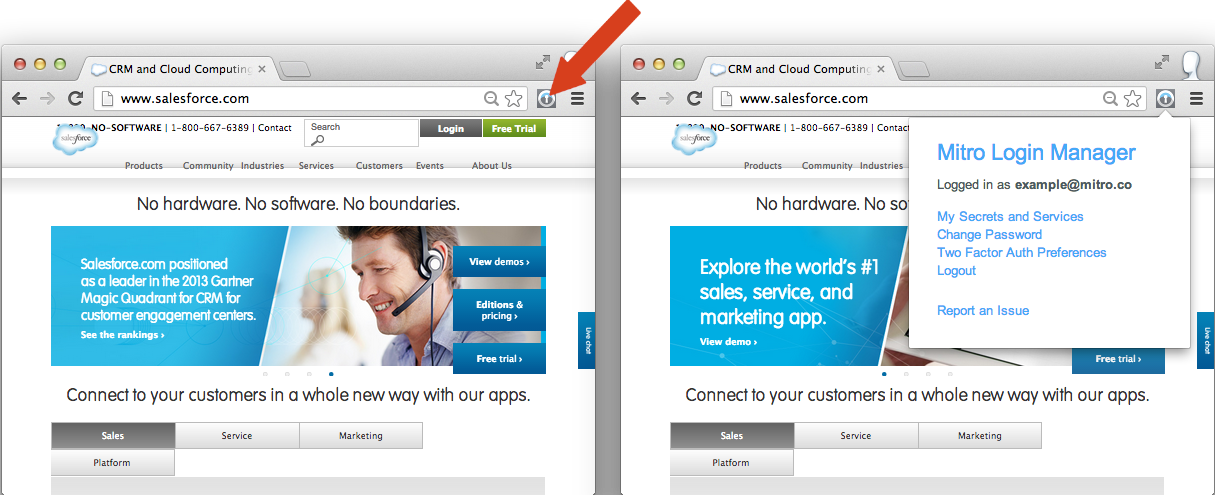 CRM and Cloud Computing
www.salesforce.com
-NO-SOFTWARE | 1-800-667-6389 | Contact
Search
Login
Free Trial
salesforce
Products Community Industries Services Customers Events About Us
No hardware. No software. No boundaries.
Salesforce.com positioned
as a leader in the 2013 Gartner
Magic Quadrant for CRM for
customer engagement centers.
See the rankings ›
View demos ›
Editions &
pricing ›
Free trial ›
Live chat
Connect to your customers in a whole new way with our apps.
Sales Service Marketing
Platform
CRM and Cloud Computing
www.salesforce.com
-NO-SOFTWARE | 1-800-667-6389 | Contact
salesforce
Products Community Industries
No hardware. No so
Explore the world's #1
sales, service, and
marketing app.
View demo ›
Mitro Login Manager
Logged in as example@mitro.co
My Secrets and Services
Change Password
Two Factor Auth Preferences
Logout
Report an Issue
Free trial ›
Live chat
Connect to your customers in a whole new way with our apps.
Sales Service Marketing
Platform